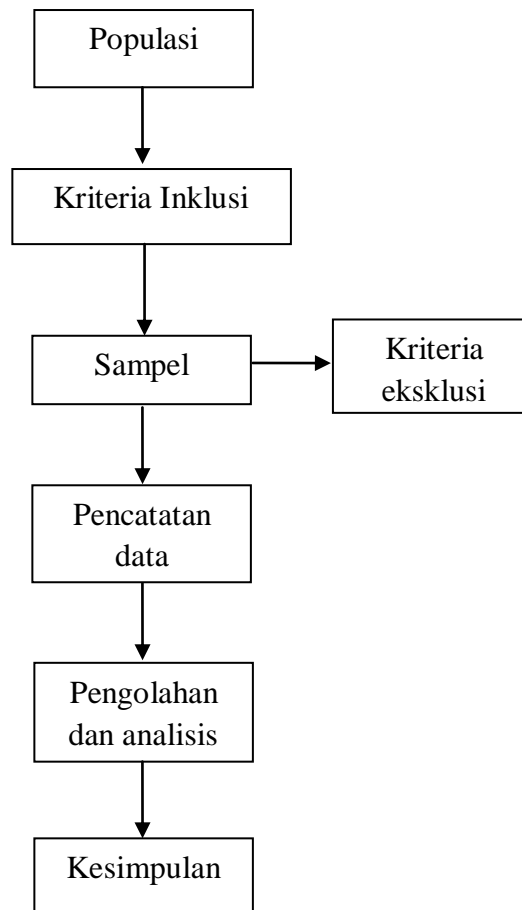 Populasi
Kriteria Inklusi
Sampel
Kriteria
eksklusi
Pencatatan
data
Pengolahan
dan analisis
Kesimpulan